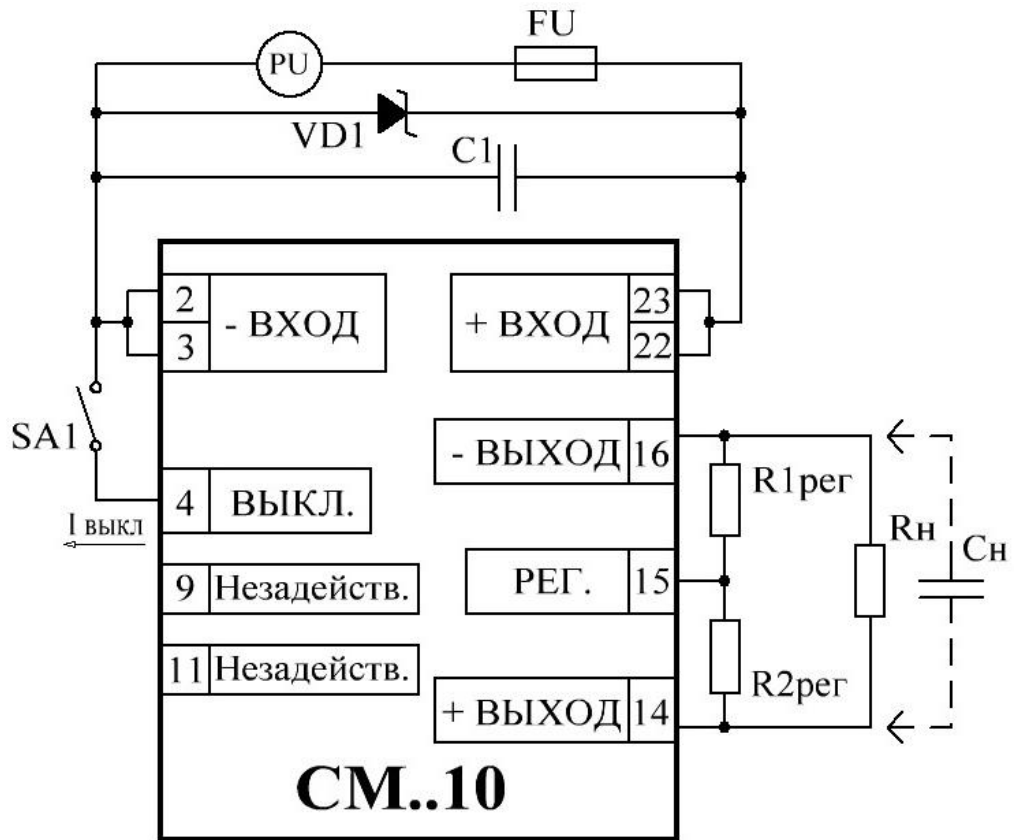 FU
PU
VD1
C1
2
- ВХОД
3
+ ВХОД
23
22
SA1
- ВЫХОД
16
4
ВЫКЛ.
I выкл
R1рег
Rн
Cн
9
Незадейств.
РЕГ.
15
11
Незадейств.
R2рег
+ ВЫХОД
14
СМ..10